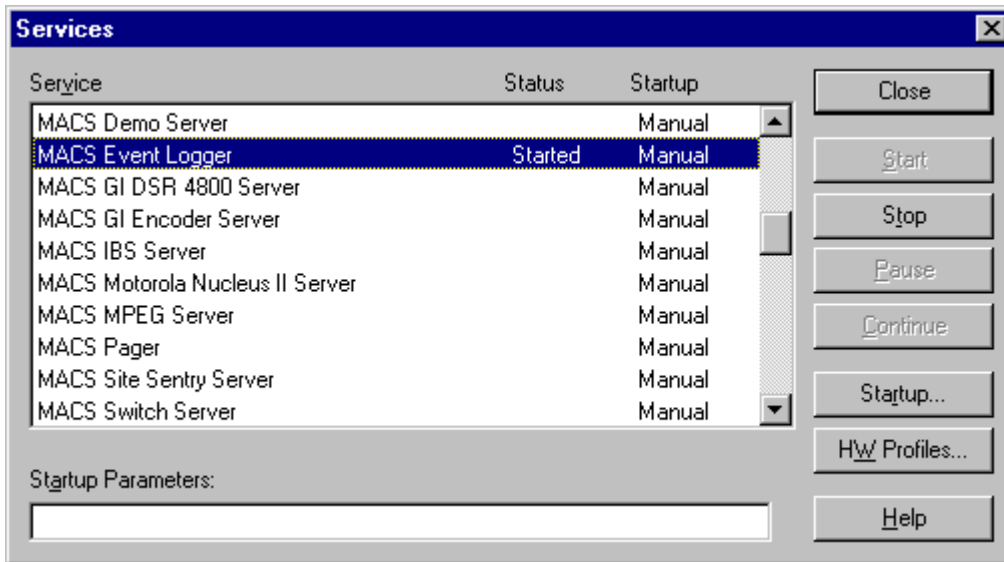 Services
Service Status Startup
MACS Demo Server Manual
MACS Event Logger Started Manual
MACS GI DSR 4800 Server Manual
MACS GI Encoder Server Manual
MACS IBS Server Manual
MACS Motorola Nucleus II Server Manual
MACS MPEG Server Manual
MACS Pager Manual
MACS Site Sentry Server Manual
MACS Switch Server Manual
Startup Parameters:
Close
Start
Stop
Pause
Continue
Startup...
HW Profiles...
Help